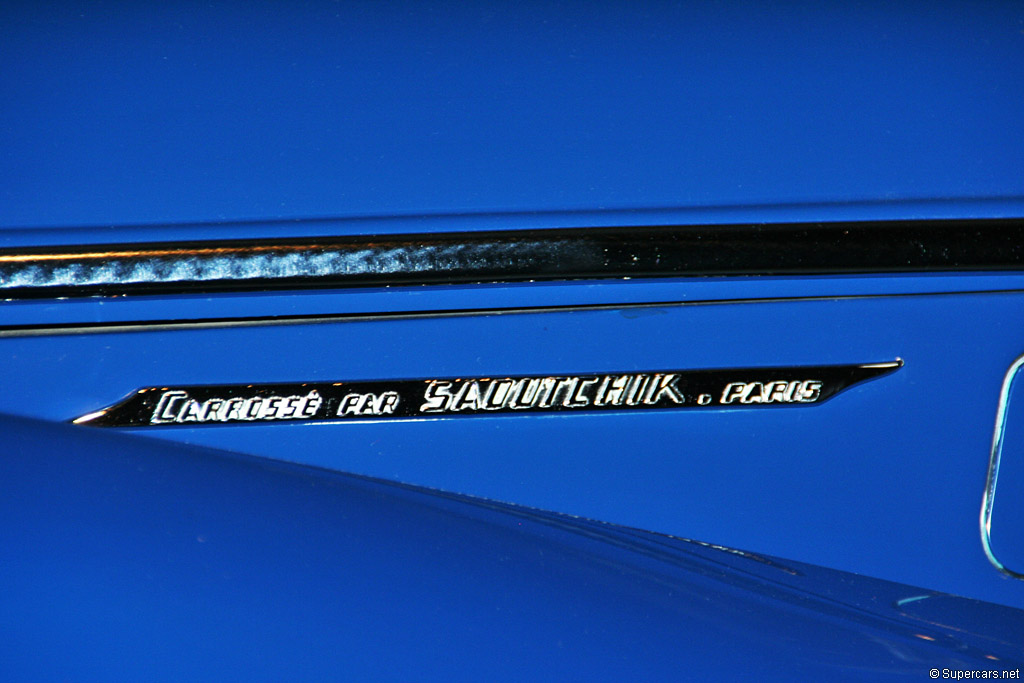 CARROSSÉ PAR SAOUTCHIK . PARIS
© Supercars.net